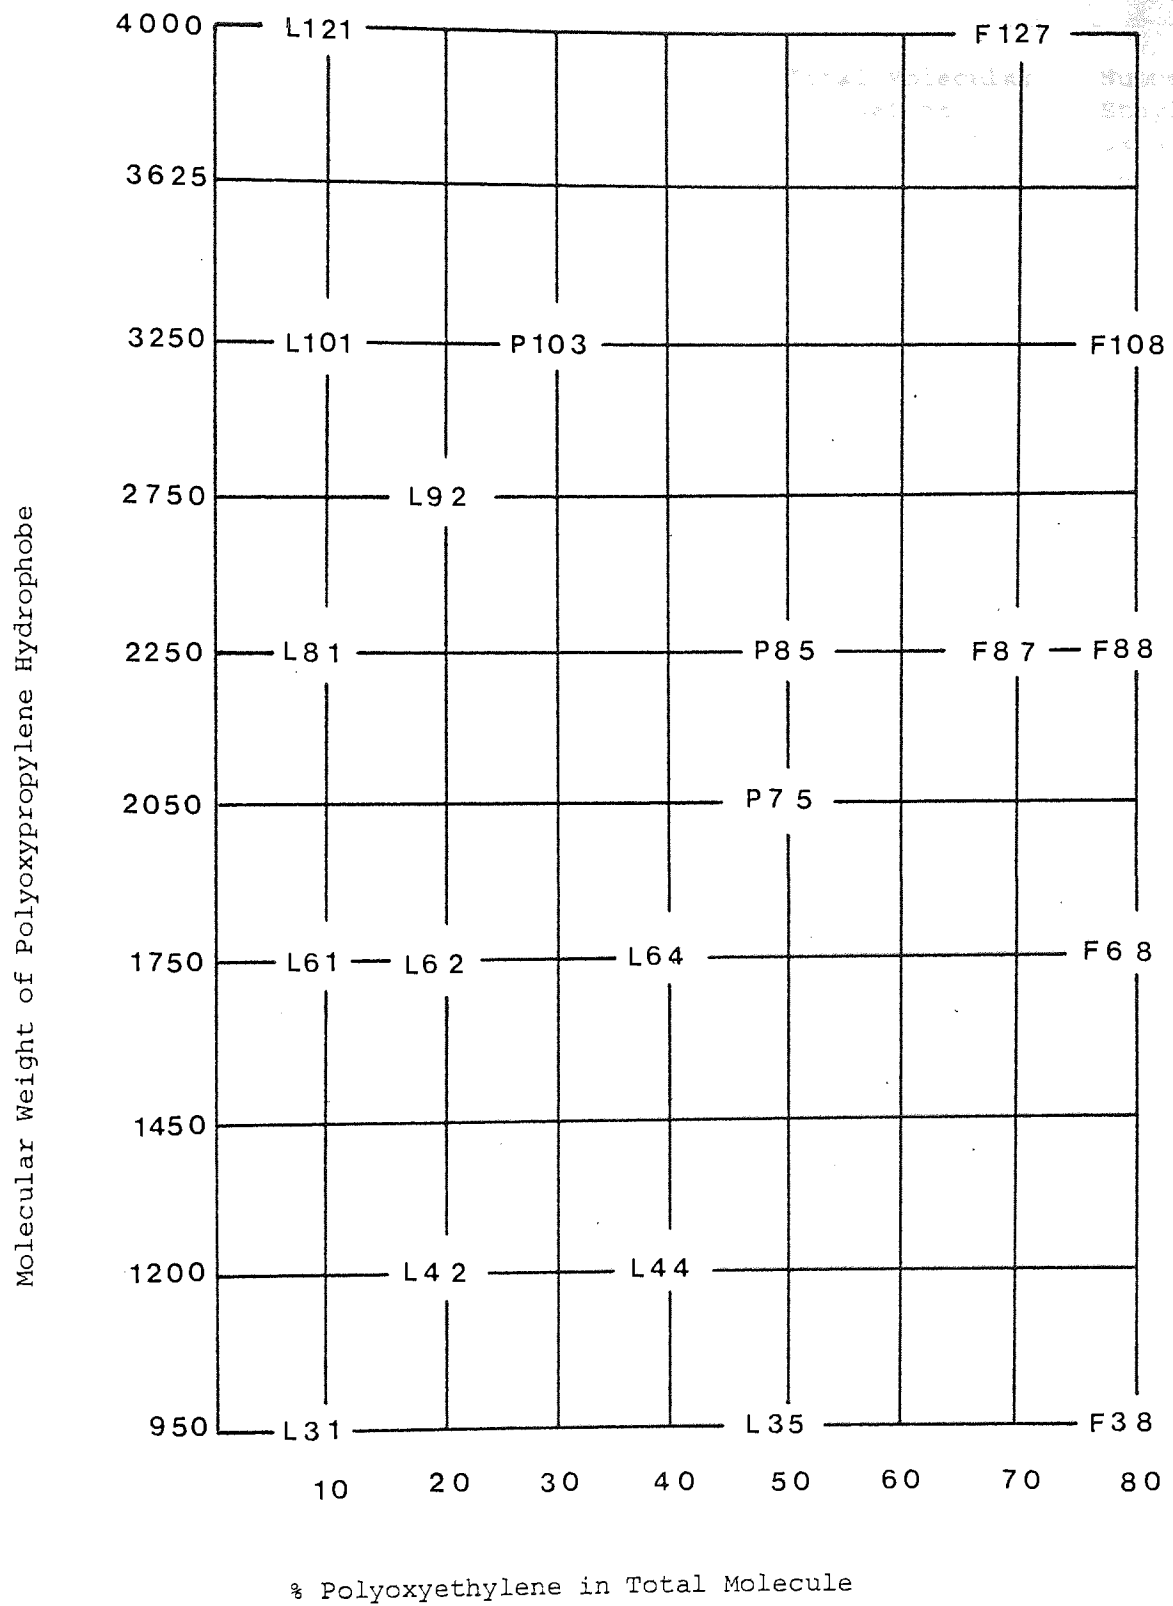 4000 L121 F127
3625
3250 L101 P103 F108
2750 L92
2250 L81 P85 F87 F88
2050 P75
1750 L61 L62 L64 F68
1450
1200 L42 L44
950 L31 L35 F38
10 20 30 40 50 60 70 80
% Polyoxyethylene in Total Molecule
Molecular Weight of Polyoxypropylene Hydrophobe